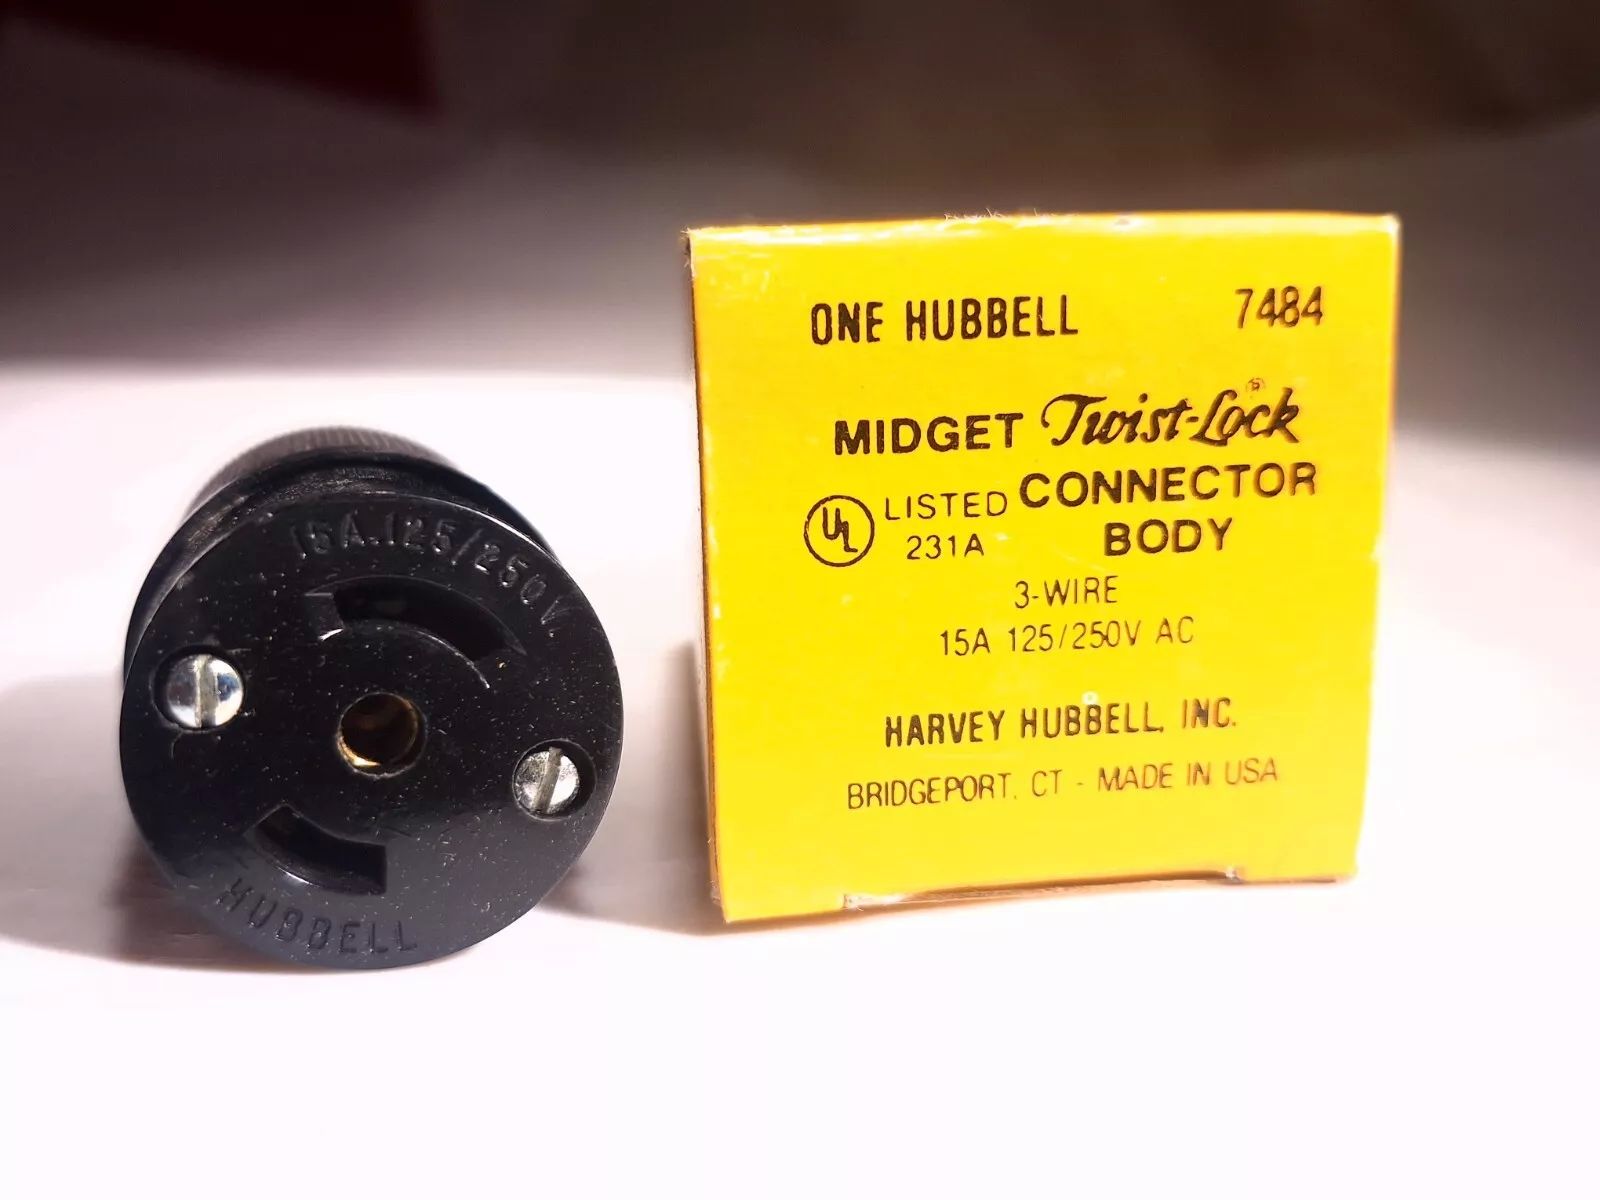 15A.125/250V
HUBBELL
ONE HUBBELL 7484
MIDGET Twist-Lock ®
UL LISTED CONNECTOR
231A BODY
3-WIRE
15A 125/250V AC
HARVEY HUBBELL, INC.
BRIDGEPORT, CT - MADE IN USA